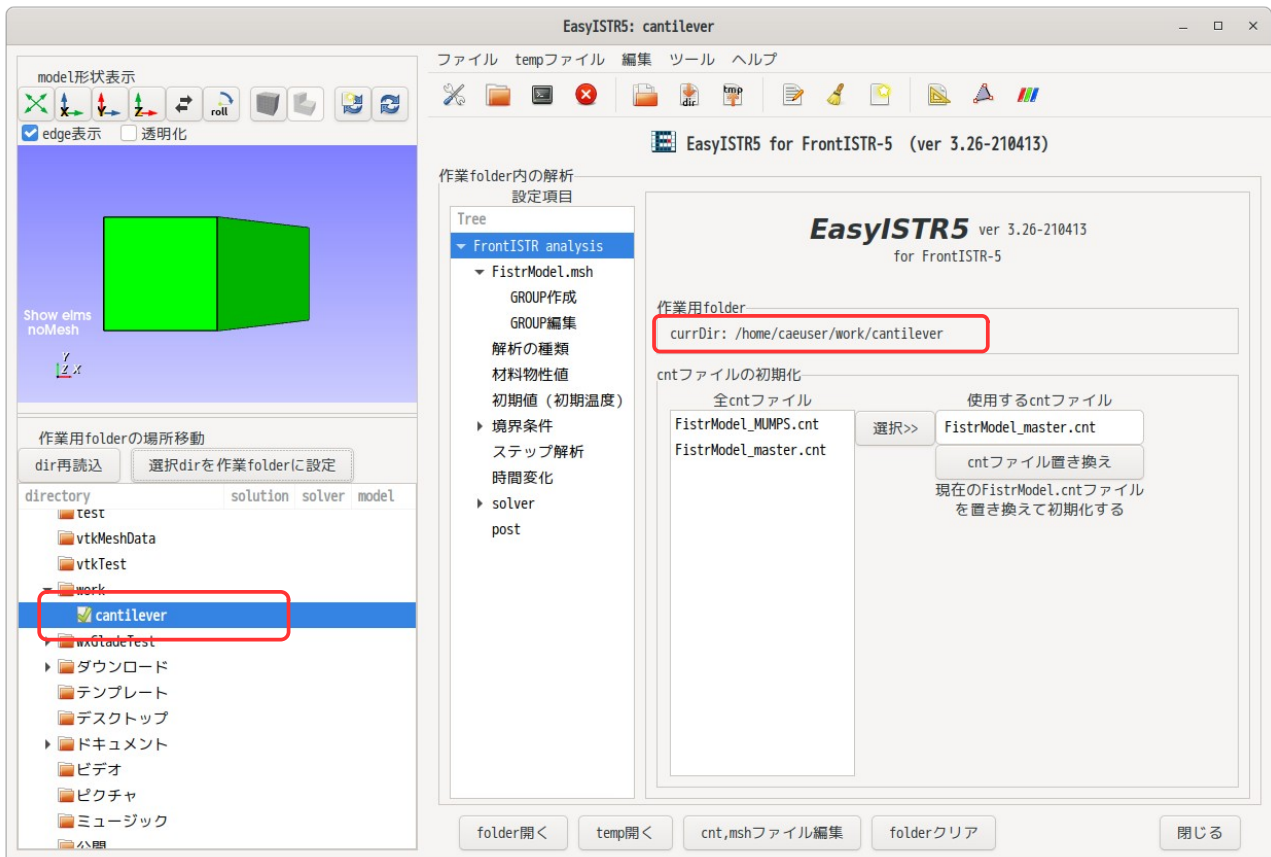 EasyISTR5: cantilever
model形状表示
X Y Z roll
edge表示 透明化
Show elms
noMesh
Y
Z X
作業用folderの場所移動
dir再読込 選択dirを作業folderに設定
directory solution solver model
test
vtkMeshData
vtkTest
work
cantilever
wxGladeTest
ダウンロード
テンプレート
デスクトップ
ドキュメント
ビデオ
ピクチャ
ミュージック
公開
ファイル tempファイル 編集 ツール ヘルプ
dir tmp
EasyISTR5 for FrontISTR-5 (ver 3.26-210413)
作業folder内の解析
設定項目
Tree
FrontISTR analysis
FistrModel.msh
GROUP作成
GROUP編集
解析の種類
材料物性値
初期値 (初期温度)
境界条件
ステップ解析
時間変化
solver
post
EasyISTR5 ver 3.26-210413
for FrontISTR-5
作業用folder
currDir: /home/caeuser/work/cantilever
cntファイルの初期化
全cntファイル
FistrModel_MUMPS.cnt
FistrModel_master.cnt
選択>>
使用するcntファイル
FistrModel_master.cnt
cntファイル置き換え
現在のFistrModel.cntファイル
を置き換えて初期化する
folder開く temp開く cnt,mshファイル編集 folderクリア 閉じる